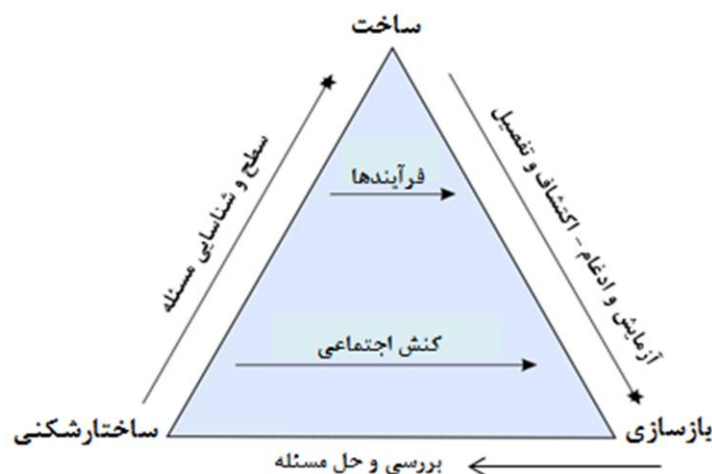 ساخت
سطح و شناسایی مسئله
آزمایش و ادغام - اکتشاف و تفصیل
فرآیندها
کنش اجتماعی
ساختارشکنی
بازسازی
بررسی و حل مسئله